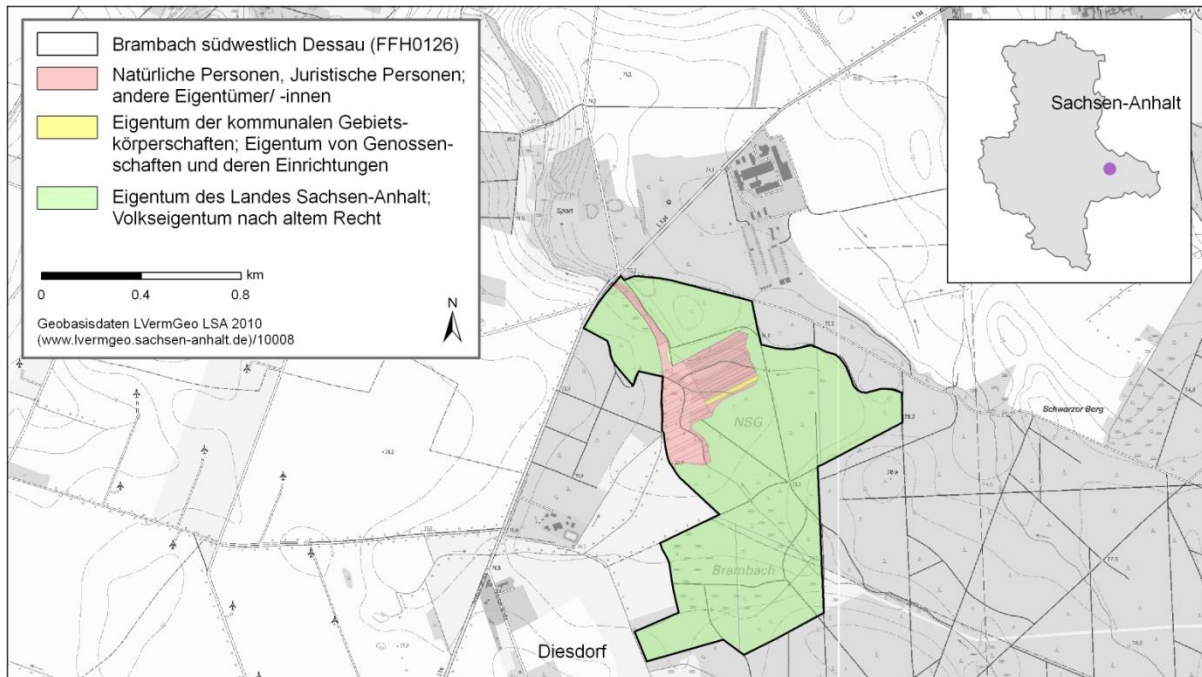 Brambach südwestlich Dessau (FFH0126)
Natürliche Personen, Juristische Personen;
andere Eigentümer/ -innen
Eigentum der kommunalen Gebiets-
körperschaften; Eigentum von Genossen-
schaften und deren Einrichtungen
Eigentum des Landes Sachsen-Anhalt;
Volkseigentum nach altem Recht
km
0 0.4 0.8
N
Geobasisdaten LVermGeo LSA 2010
(www.lvermgeo.sachsen-anhalt.de)/10008
Sachsen-Anhalt
Sport
Schwarzer Berg
NSG
Brambach
Diesdorf